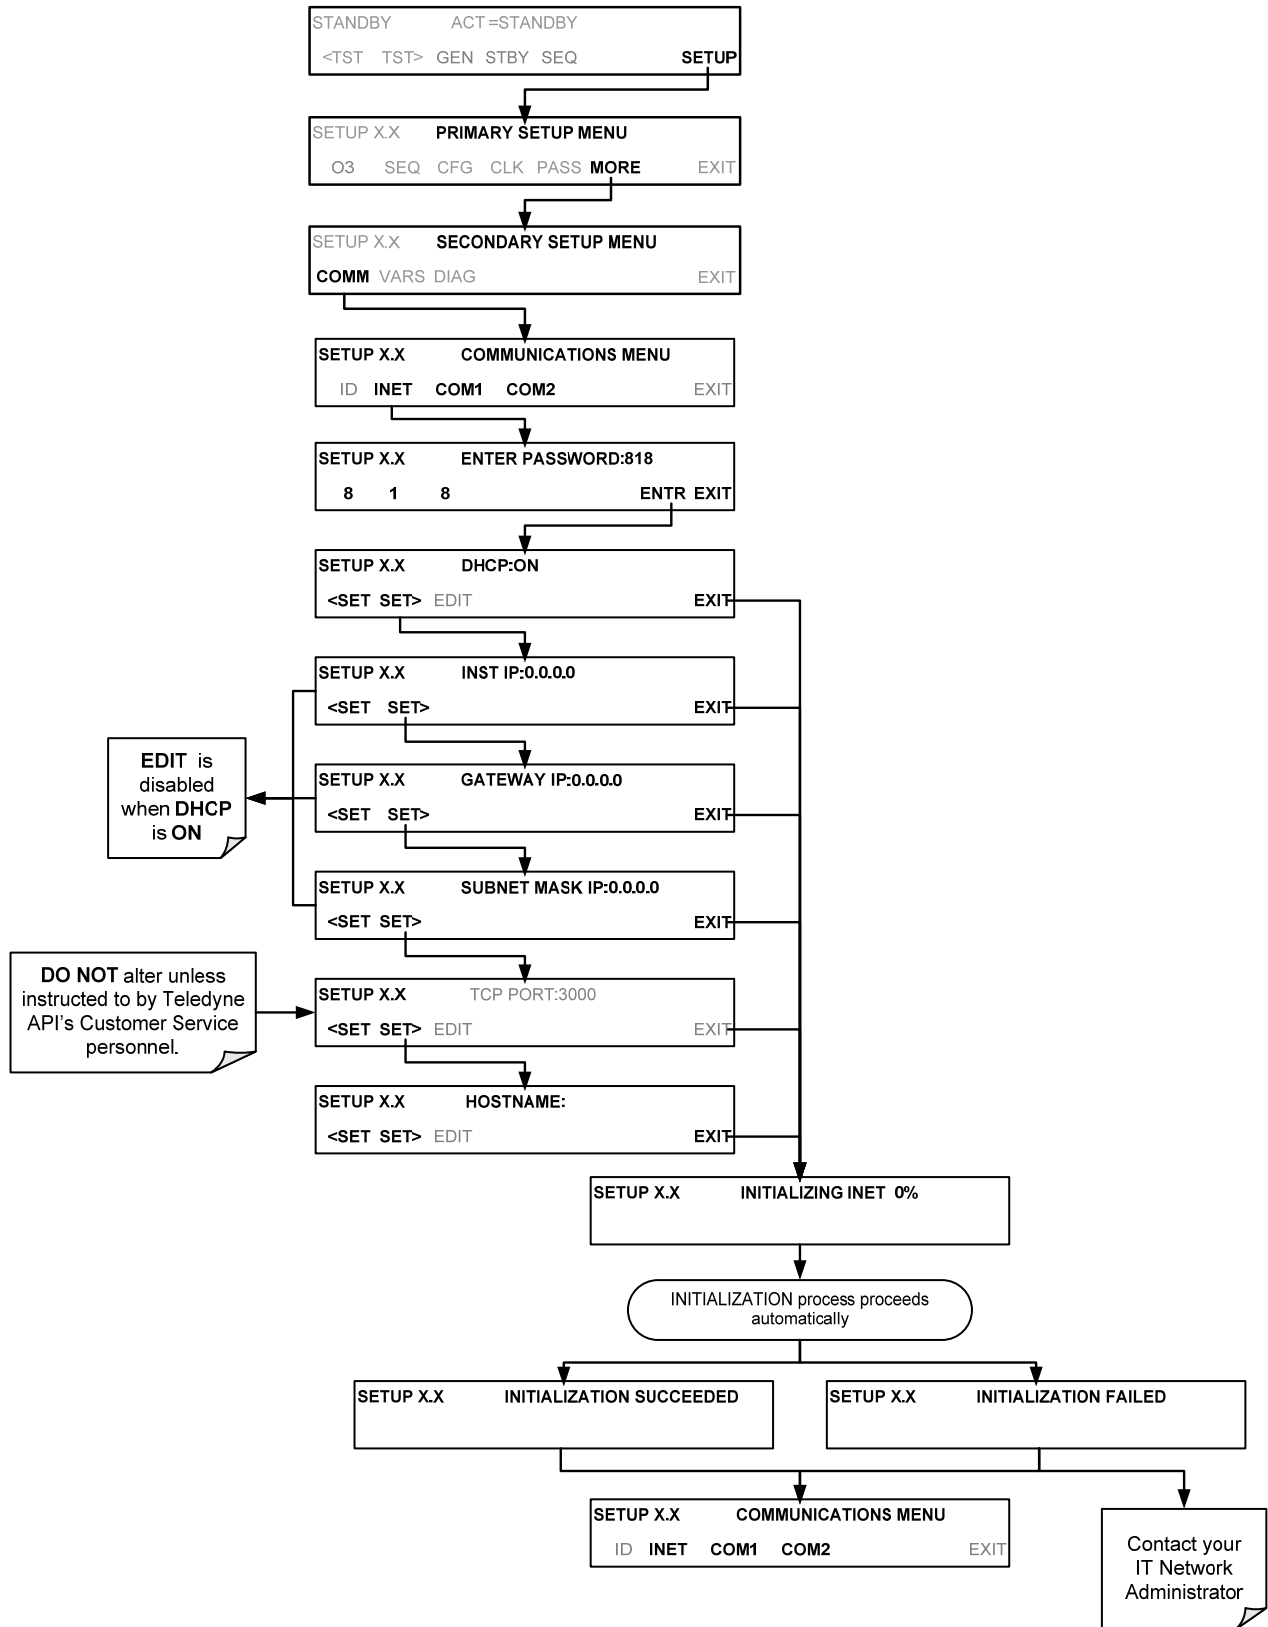 STANDBY ACT =STANDBY
<TST TST> GEN STBY SEQ SETUP
SETUP X.X PRIMARY SETUP MENU
O3 SEQ CFG CLK PASS MORE EXIT
SETUP X.X SECONDARY SETUP MENU
COMM VARS DIAG EXIT
SETUP X.X COMMUNICATIONS MENU
ID INET COM1 COM2 EXIT
SETUP X.X ENTER PASSWORD:818
8 1 8 ENTR EXIT
SETUP X.X DHCP:ON
<SET SET> EDIT EXIT
SETUP X.X INST IP:0.0.0.0
<SET SET> EXIT
EDIT is
disabled
when DHCP
is ON
SETUP X.X GATEWAY IP:0.0.0.0
<SET SET> EXIT
SETUP X.X SUBNET MASK IP:0.0.0.0
<SET SET> EXIT
DO NOT alter unless
instructed to by Teledyne
API's Customer Service
personnel.
SETUP X.X TCP PORT:3000
<SET SET> EDIT EXIT
SETUP X.X HOSTNAME:
<SET SET> EDIT EXIT
SETUP X.X INITIALIZING INET 0%
INITIALIZATION process proceeds
automatically
SETUP X.X INITIALIZATION SUCCEEDED
SETUP X.X INITIALIZATION FAILED
SETUP X.X COMMUNICATIONS MENU
ID INET COM1 COM2 EXIT
Contact your
IT Network
Administrator